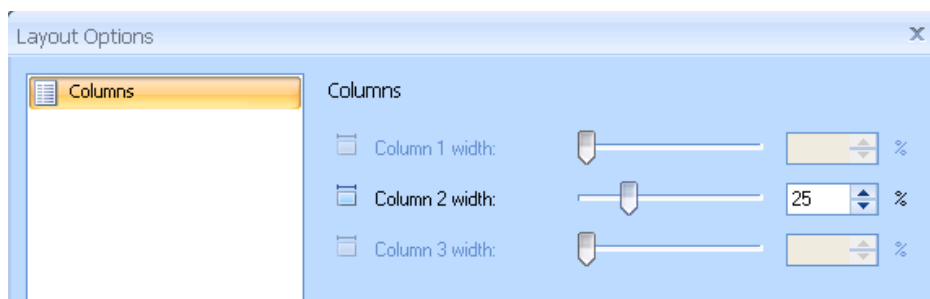 Layout Options
Columns
Columns
Column 1 width: %
Column 2 width: 25 %
Column 3 width: %